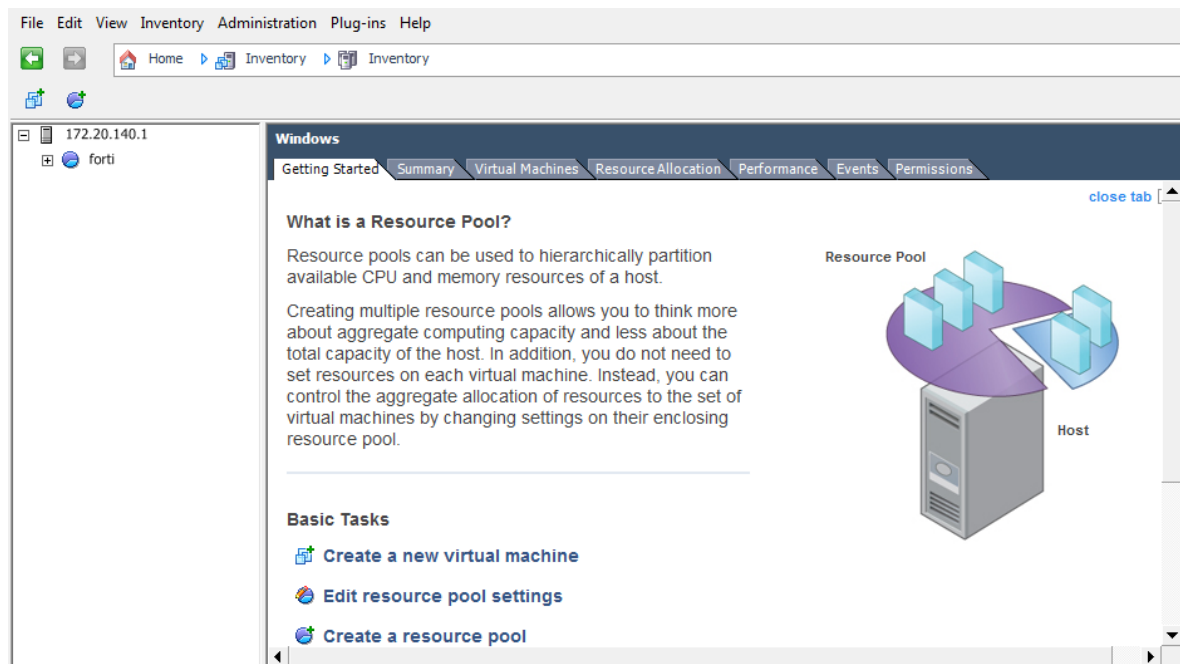 File Edit View Inventory Administration Plug-ins Help
Home Inventory Inventory
172.20.140.1
forti
Windows
Getting Started Summary Virtual Machines Resource Allocation Performance Events Permissions
close tab
What is a Resource Pool?
Resource pools can be used to hierarchically partition
available CPU and memory resources of a host.
Creating multiple resource pools allows you to think more
about aggregate computing capacity and less about the
total capacity of the host. In addition, you do not need to
set resources on each virtual machine. Instead, you can
control the aggregate allocation of resources to the set of
virtual machines by changing settings on their enclosing
resource pool.
Resource Pool
Host
Basic Tasks
Create a new virtual machine
Edit resource pool settings
Create a resource pool